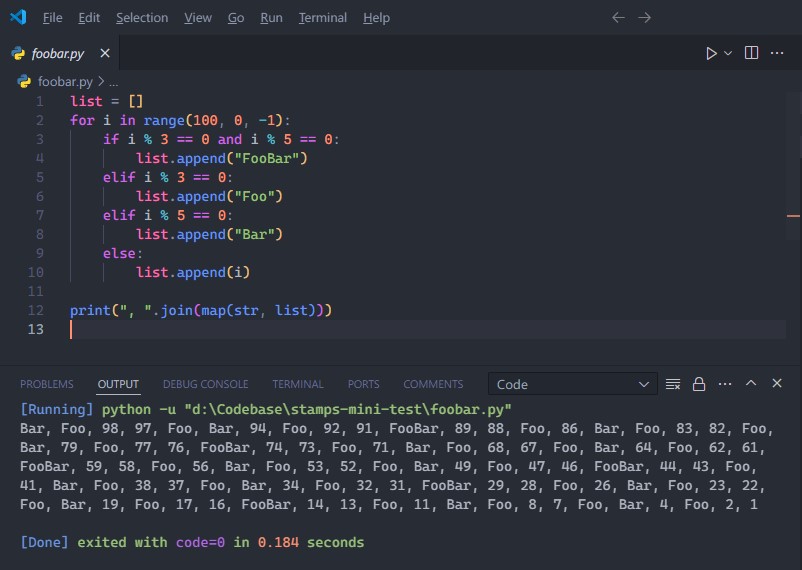 File Edit Selection View Go Run Terminal Help
foobar.py
foobar.py > ...
1 list = []
2 for i in range(100, 0, -1):
3     if i % 3 == 0 and i % 5 == 0:
4         list.append("FooBar")
5     elif i % 3 == 0:
6         list.append("Foo")
7     elif i % 5 == 0:
8         list.append("Bar")
9     else:
10         list.append(i)
11
12 print(", ".join(map(str, list)))
13
PROBLEMS OUTPUT DEBUG CONSOLE TERMINAL PORTS COMMENTS Code
[Running] python -u "d:\Codebase\stamps-mini-test\foobar.py"
Bar, Foo, 98, 97, Foo, Bar, 94, Foo, 92, 91, FooBar, 89, 88, Foo, 86, Bar, Foo, 83, 82, Foo,
Bar, 79, Foo, 77, 76, FooBar, 74, 73, Foo, 71, Bar, Foo, 68, 67, Foo, Bar, 64, Foo, 62, 61,
FooBar, 59, 58, Foo, 56, Bar, Foo, 53, 52, Foo, Bar, 49, Foo, 47, 46, FooBar, 44, 43, Foo,
41, Bar, Foo, 38, 37, Foo, Bar, 34, Foo, 32, 31, FooBar, 29, 28, Foo, 26, Bar, Foo, 23, 22,
Foo, Bar, 19, Foo, 17, 16, FooBar, 14, 13, Foo, 11, Bar, Foo, 8, 7, Foo, Bar, 4, Foo, 2, 1
[Done] exited with code=0 in 0.184 seconds